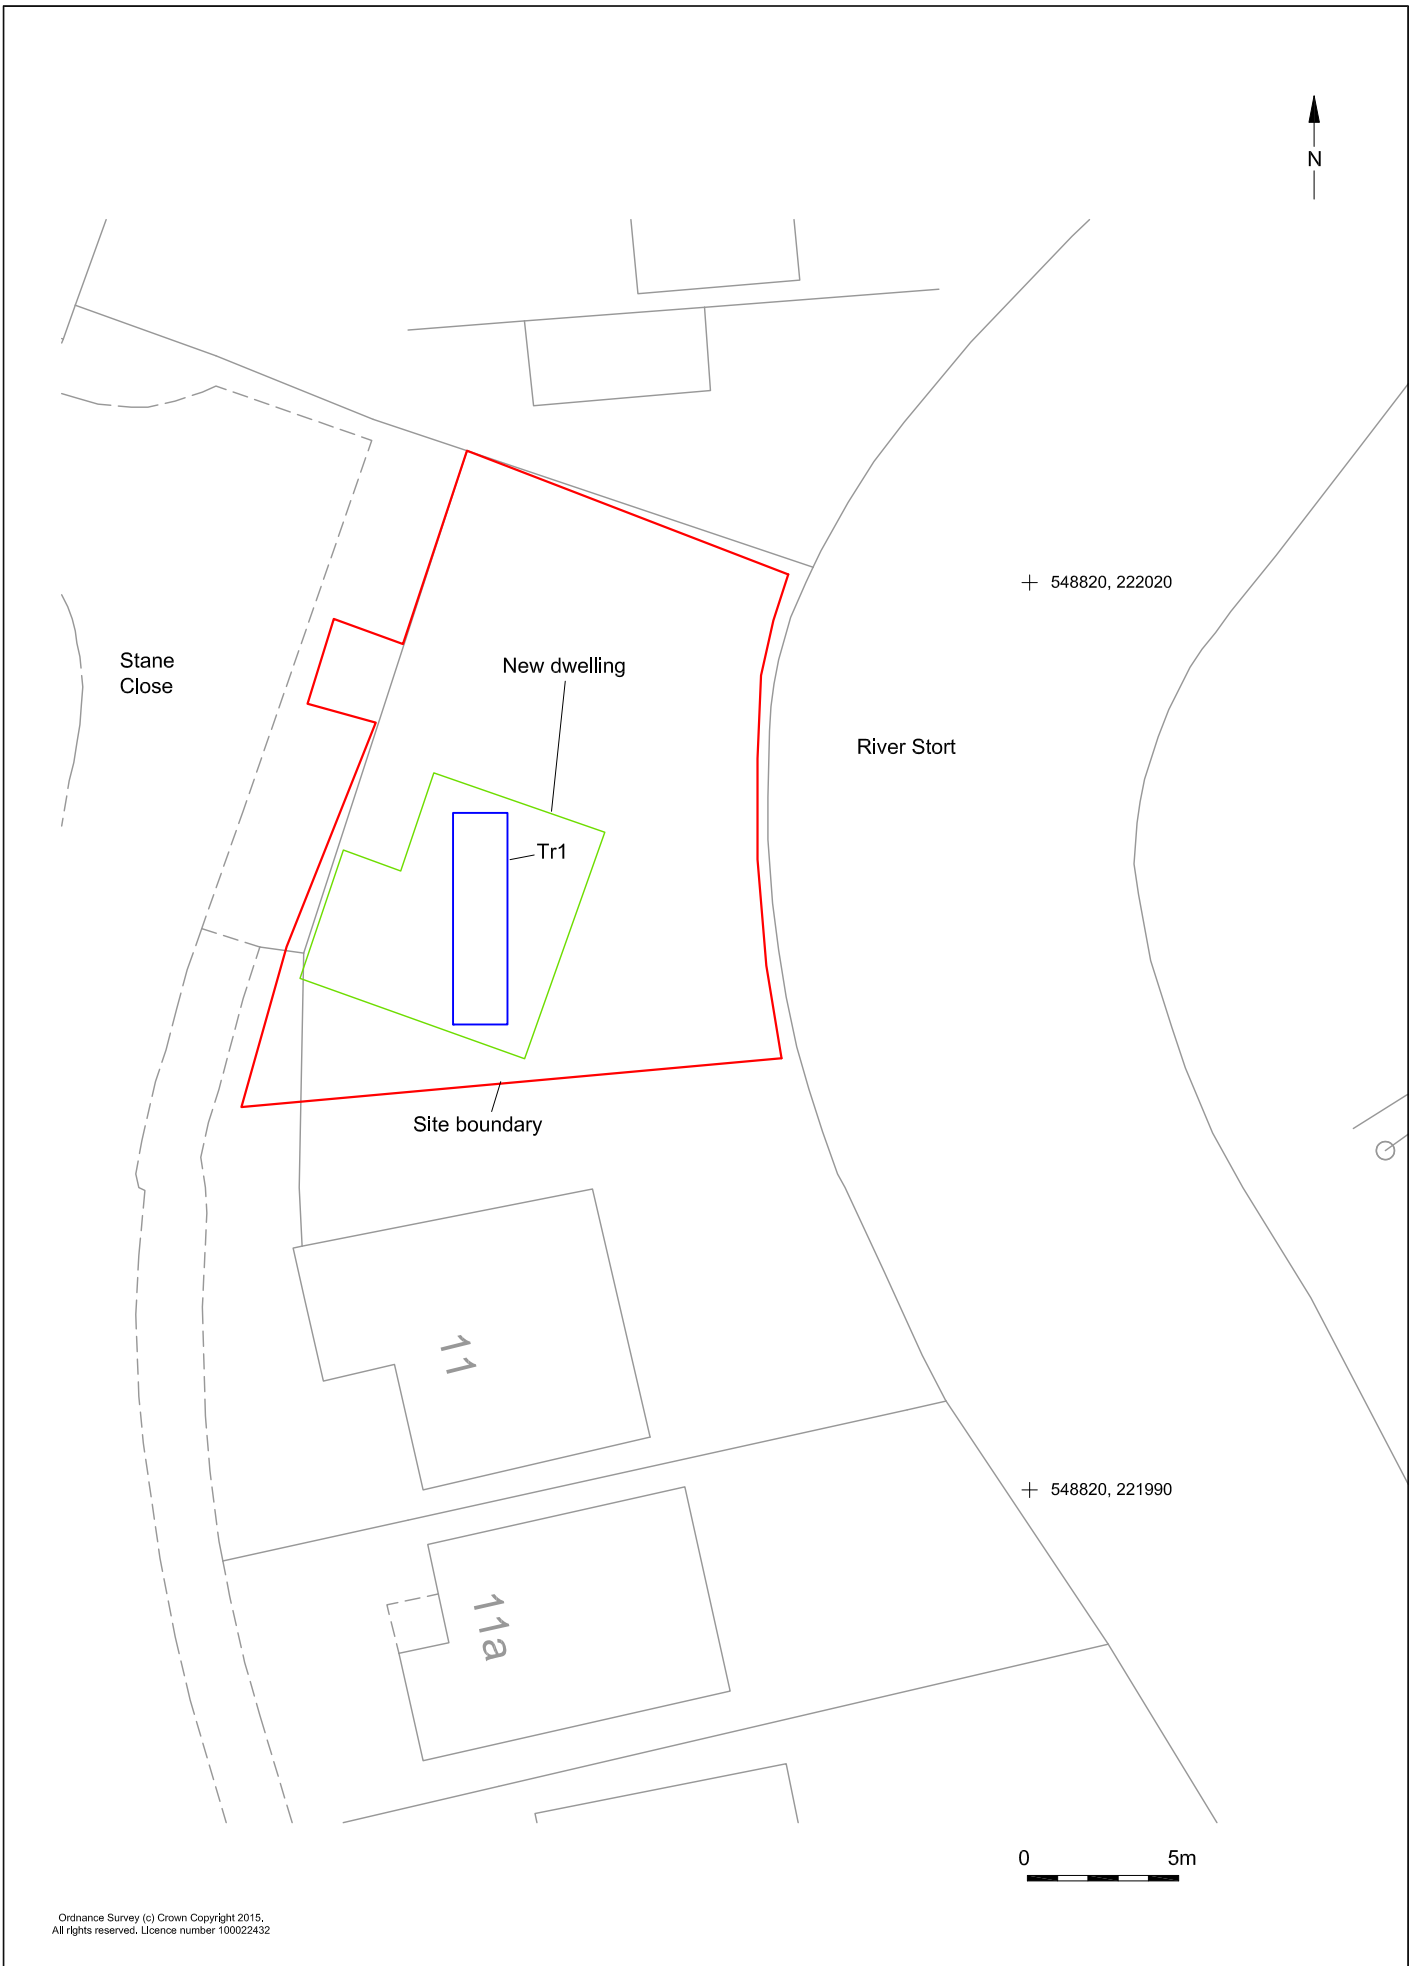 N
548820, 222020
Stane
Close
New dwelling
River Stort
Tr1
Site boundary
11
548820, 221990
11a
0 5m
Ordnance Survey (c) Crown Copyright 2015.
All rights reserved. Licence number 100022432